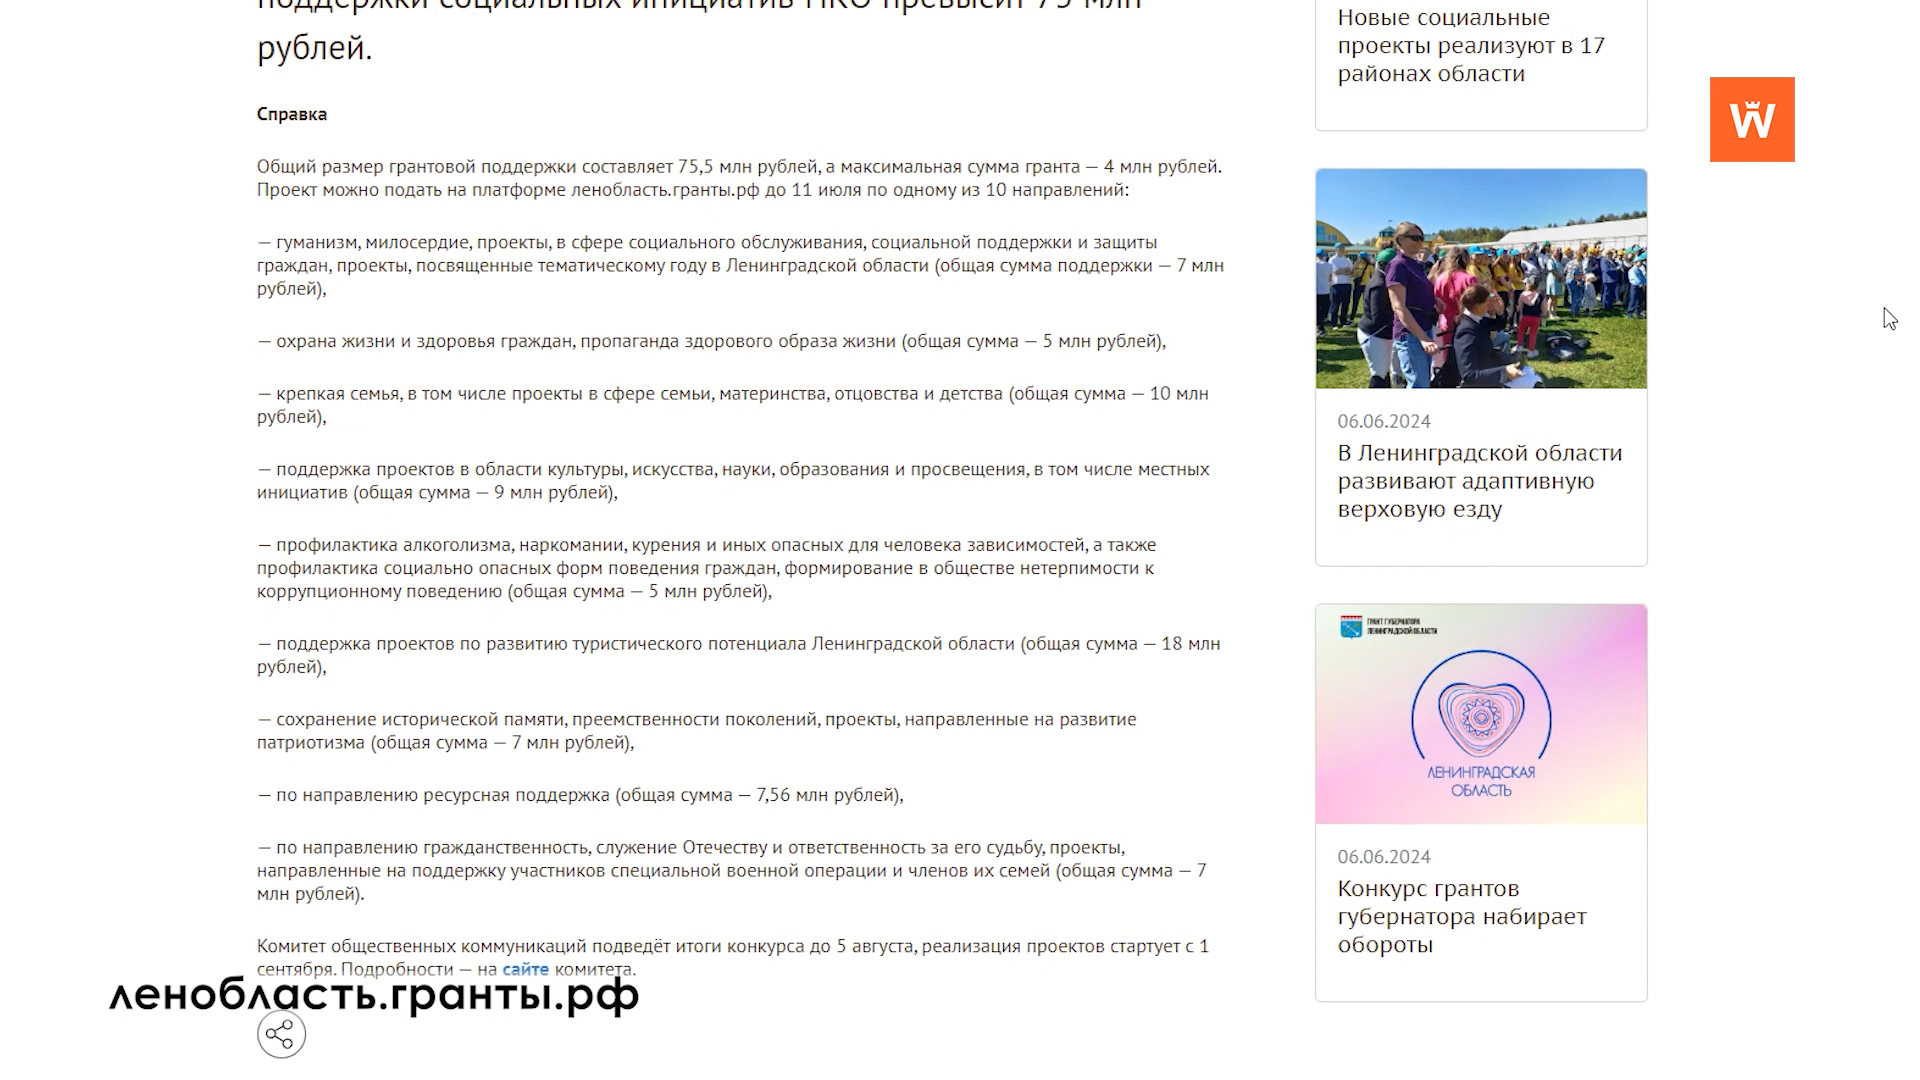 поддержки социальных инициатив НКО превысит 75 млн
рублей.
Справка
Общий размер грантовой поддержки составляет 75,5 млн рублей, а максимальная сумма гранта — 4 млн рублей.
Проект можно подать на платформе ленобласть.гранты.рф до 11 июля по одному из 10 направлений:
— гуманизм, милосердие, проекты, в сфере социального обслуживания, социальной поддержки и защиты
граждан, проекты, посвященные тематическому году в Ленинградской области (общая сумма поддержки — 7 млн
рублей),
— охрана жизни и здоровья граждан, пропаганда здорового образа жизни (общая сумма — 5 млн рублей),
— крепкая семья, в том числе проекты в сфере семьи, материнства, отцовства и детства (общая сумма — 10 млн
рублей),
— поддержка проектов в области культуры, искусства, науки, образования и просвещения, в том числе местных
инициатив (общая сумма — 9 млн рублей),
— профилактика алкоголизма, наркомании, курения и иных опасных для человека зависимостей, а также
профилактика социально опасных форм поведения граждан, формирование в обществе нетерпимости к
коррупционному поведению (общая сумма — 5 млн рублей),
— поддержка проектов по развитию туристического потенциала Ленинградской области (общая сумма — 18 млн
рублей),
— сохранение исторической памяти, преемственности поколений, проекты, направленные на развитие
патриотизма (общая сумма — 7 млн рублей),
— по направлению ресурсная поддержка (общая сумма — 7,56 млн рублей),
— по направлению гражданственность, служение Отечеству и ответственность за его судьбу, проекты,
направленные на поддержку участников специальной военной операции и членов их семей (общая сумма — 7
млн рублей).
Комитет общественных коммуникаций подведёт итоги конкурса до 5 августа, реализация проектов стартует с 1
сентября. Подробности — на сайте комитета.
ленобласть.гранты.рф
Новые социальные
проекты реализуют в 17
районах области
06.06.2024
В Ленинградской области
развивают адаптивную
верховую езду
ГРАНТ ГУБЕРНАТОРА
ЛЕНИНГРАДСКОЙ ОБЛАСТИ
ЛЕНИНГРАДСКАЯ
ОБЛАСТЬ
06.06.2024
Конкурс грантов
губернатора набирает
обороты
W